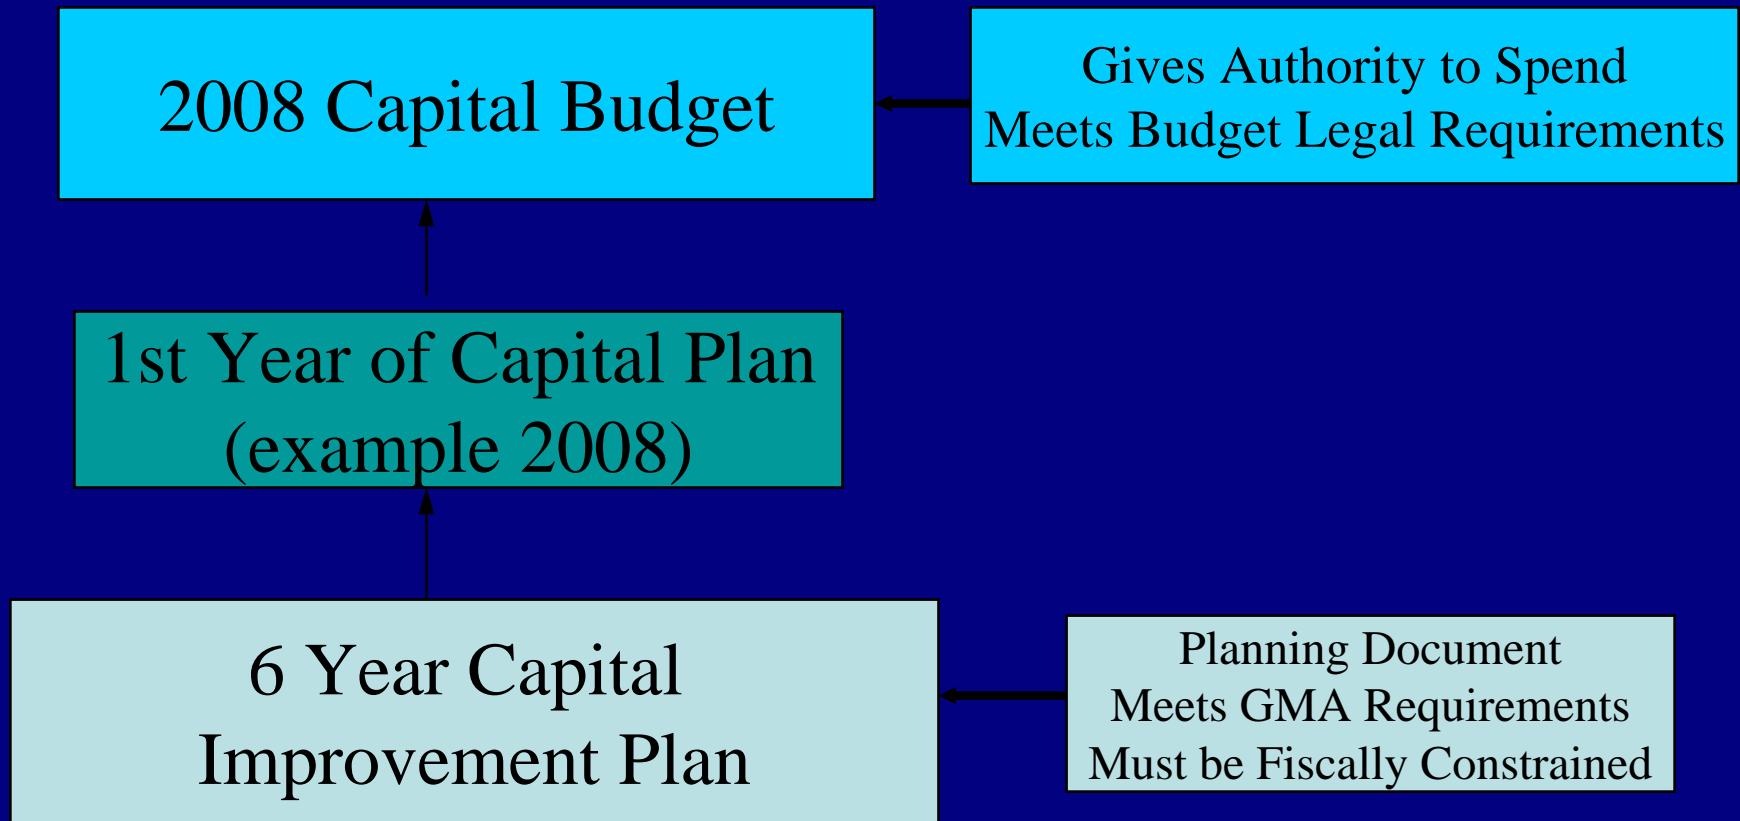 2008 Capital Budget
Gives Authority to Spend
Meets Budget Legal Requirements
1st Year of Capital Plan
(example 2008)
6 Year Capital
Improvement Plan
Planning Document
Meets GMA Requirements
Must be Fiscally Constrained